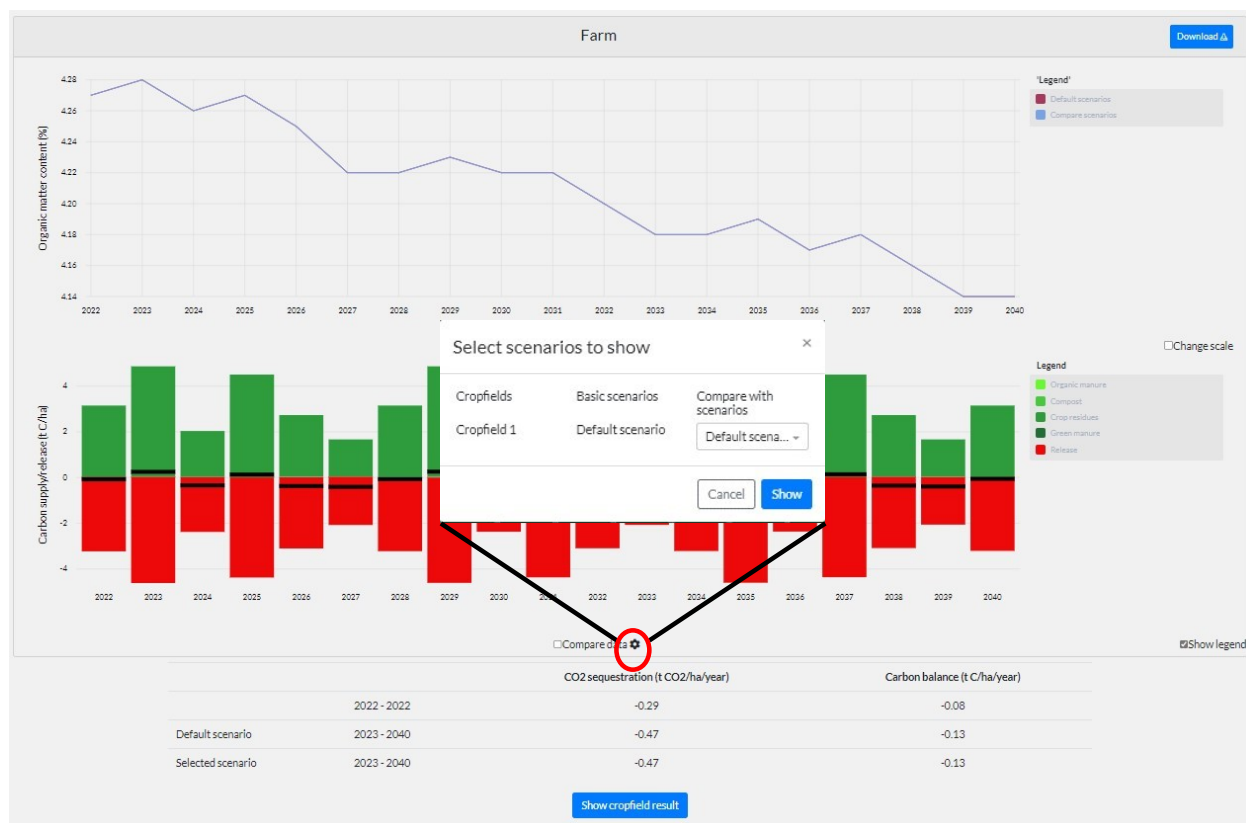 Farm
Download
Organic matter content (%)
4.28
4.26
4.24
4.22
4.20
4.18
4.16
4.14
2022 2023 2024 2025 2026 2027 2028 2029 2030 2031 2032 2033 2034 2035 2036 2037 2038 2039 2040
'Legend'
Default scenarios
Compare scenarios
Change scale
Select scenarios to show ×
Cropfields Basic scenarios Compare with
scenarios
Cropfield 1 Default scenario Default scena...
Cancel Show
Carbon supply/release(t C/ha)
4
2
0
-2
-4
2022 2023 2024 2025 2026 2027 2028 2029 2030 2031 2032 2033 2034 2035 2036 2037 2038 2039 2040
Legend
Organic manure
Compost
Crop residues
Green manure
Release
Compare data
Show legend
CO2 sequestration (t CO2/ha/year) Carbon balance (t C/ha/year)
2022 - 2022 -0.29 -0.08
Default scenario 2023 - 2040 -0.47 -0.13
Selected scenario 2023 - 2040 -0.47 -0.13
Show cropfield result